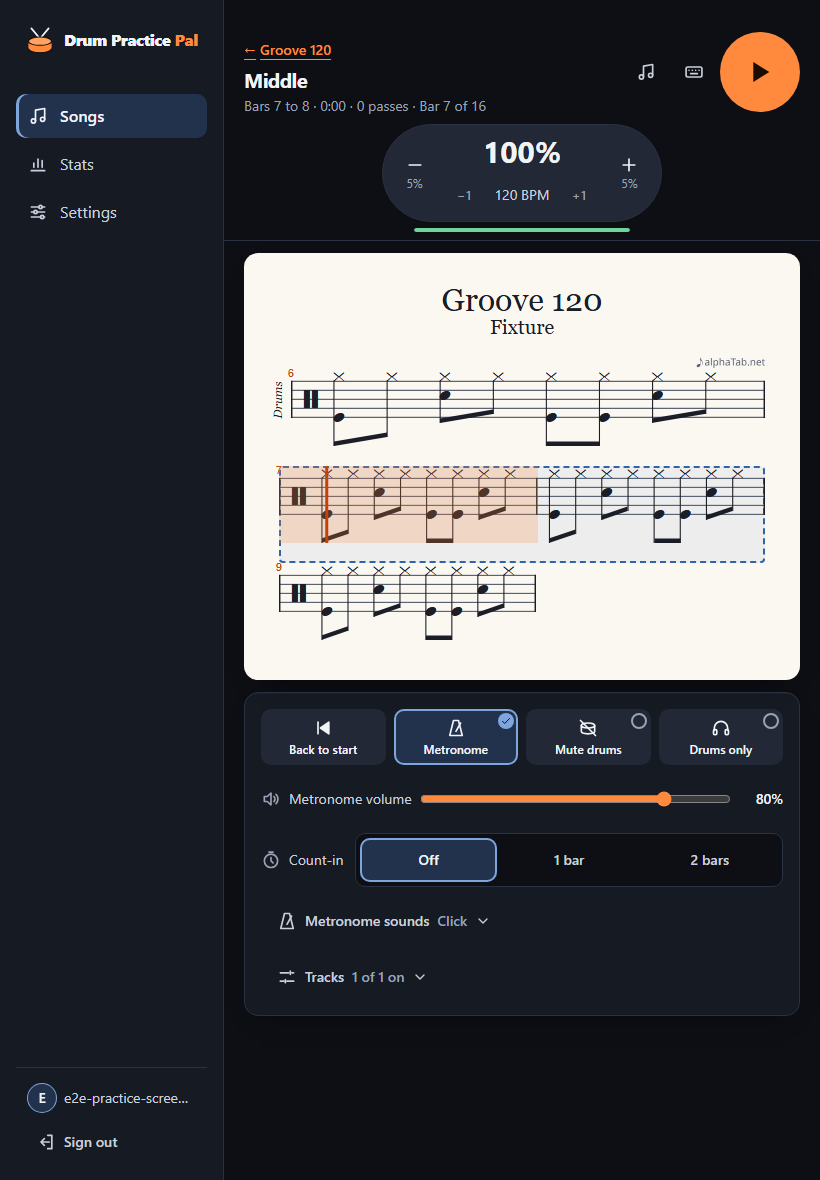 Drum Practice Pal
Songs
Stats
Settings
← Groove 120
Middle
Bars 7 to 8 · 0:00 · 0 passes · Bar 7 of 16
100%
5%
5%
−1
120 BPM
+1
Groove 120
Fixture
alphaTab.net
6
Drums
7
9
Back to start
Metronome
Mute drums
Drums only
Metronome volume
80%
Count-in
Off
1 bar
2 bars
Metronome sounds Click
Tracks 1 of 1 on
E
e2e-practice-scree...
Sign out